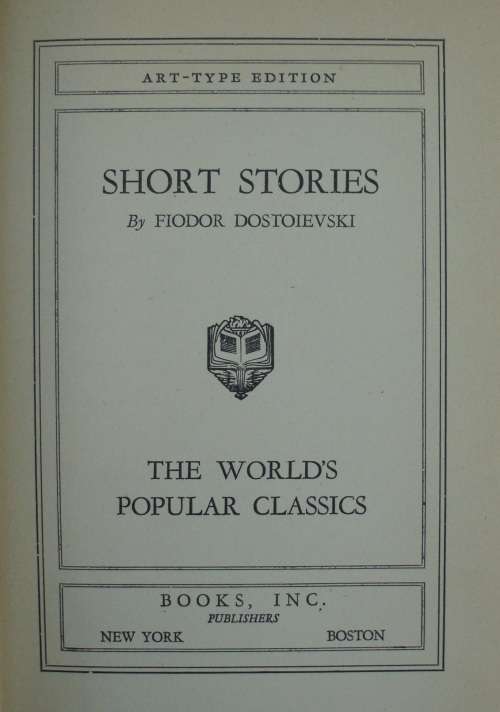 ART-TYPE EDITION
SHORT STORIES
By FIODOR DOSTOIEVSKI
THE WORLD'S
POPULAR CLASSICS
BOOKS, INC.
PUBLISHERS
NEW YORK BOSTON